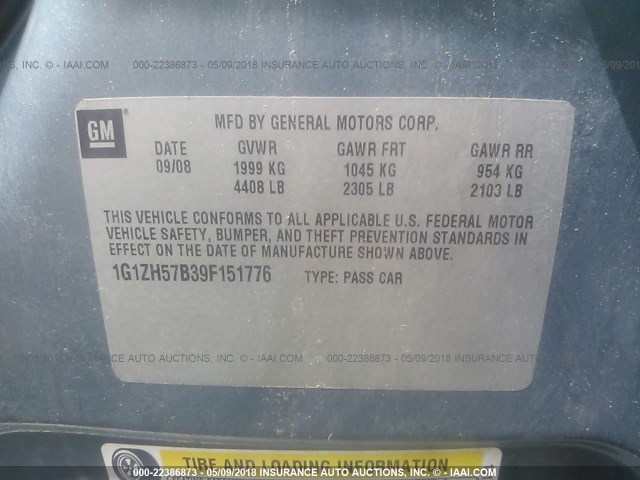 000-22386873 - 05/09/2018 INSURANCE AUTO AUCTIONS, INC. - © IAAI.COM
GM
MFD BY GENERAL MOTORS CORP.
DATE GVWR GAWR FRT GAWR RR
09/08 1999 KG 1045 KG 954 KG
4408 LB 2305 LB 2103 LB
THIS VEHICLE CONFORMS TO ALL APPLICABLE U.S. FEDERAL MOTOR
VEHICLE SAFETY, BUMPER, AND THEFT PREVENTION STANDARDS IN
EFFECT ON THE DATE OF MANUFACTURE SHOWN ABOVE.
1G1ZH57B39F151776 TYPE: PASS CAR
AUTO AUCTIONS, INC. - © IAAI.COM 000-22386873 - 05/09/2018 INSURANCE AUTO AUCTIONS
TIRE AND LOADING INFORMATION
000-22386873 - 05/09/2018 INSURANCE AUTO AUCTIONS, INC. - © IAAI.COM